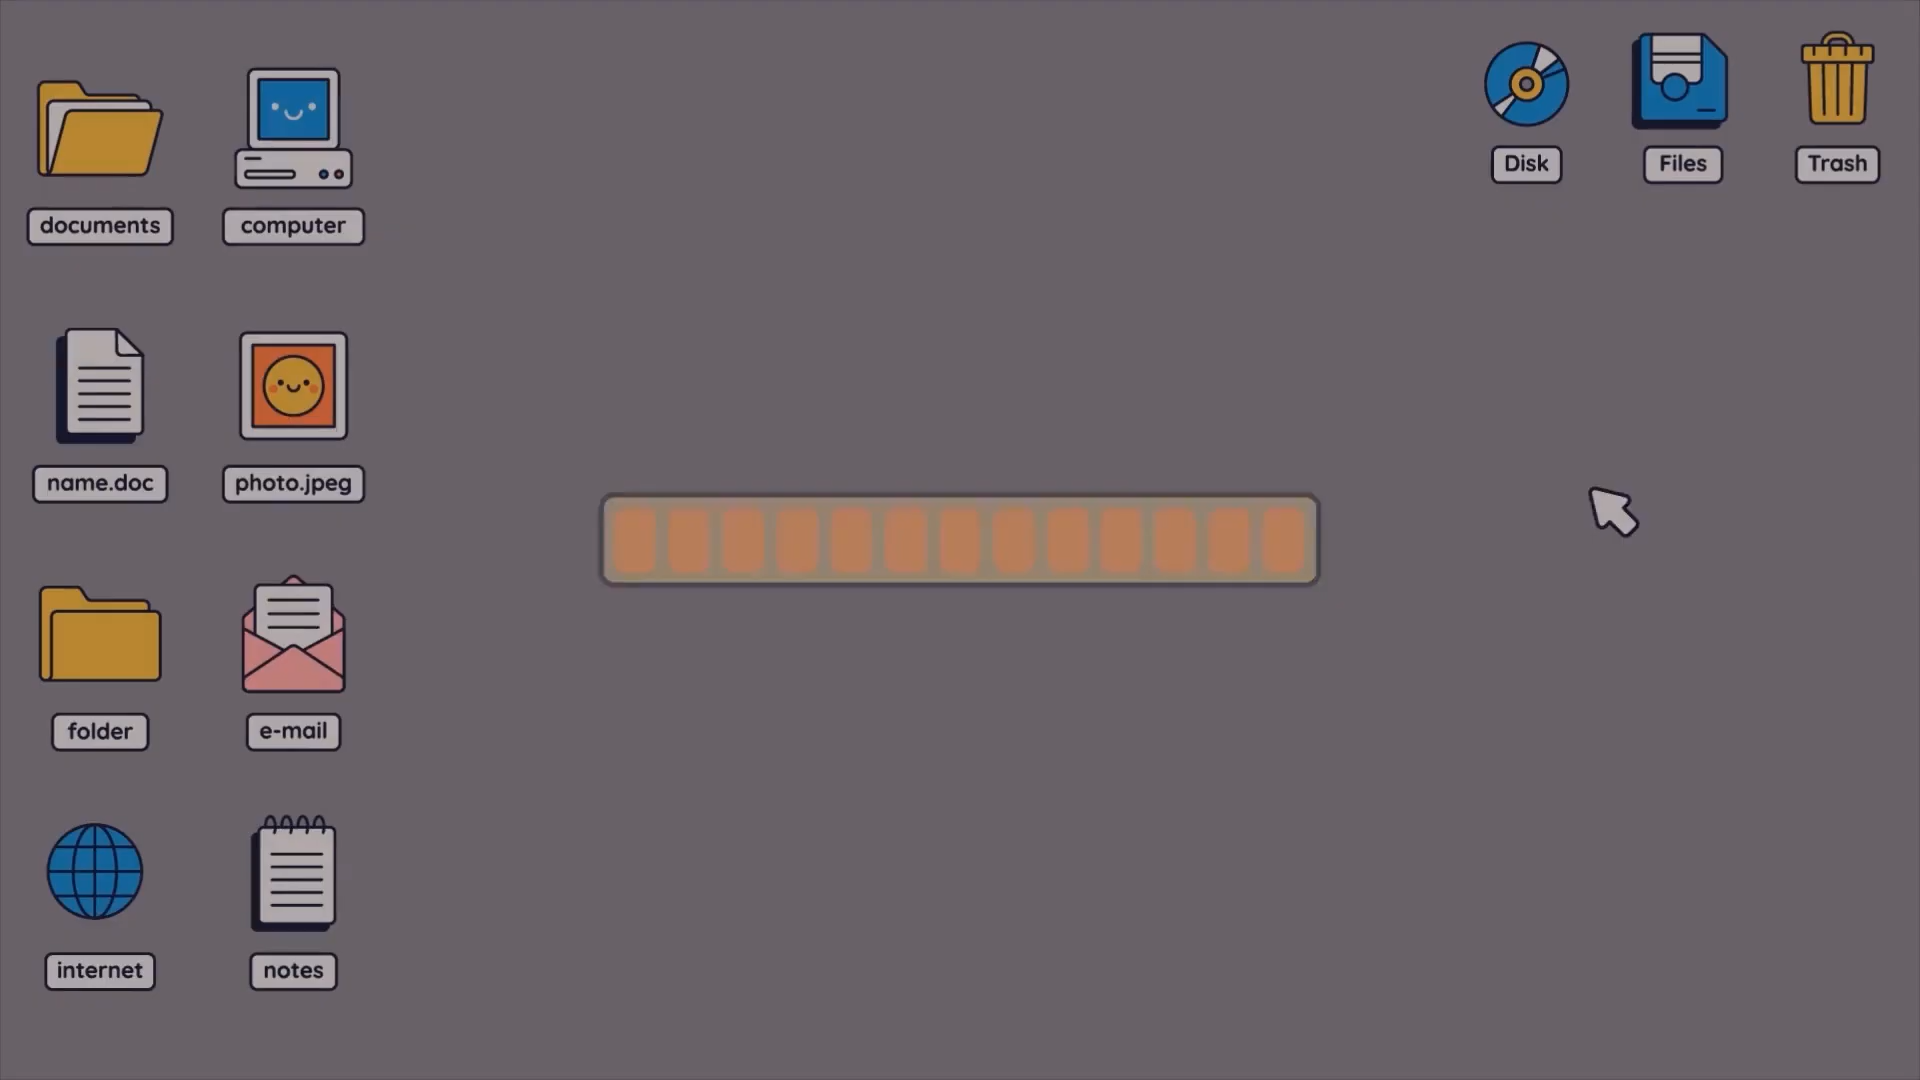 Disk
Files
Trash
documents
computer
name.doc
photo.jpeg
folder
e-mail
internet
notes